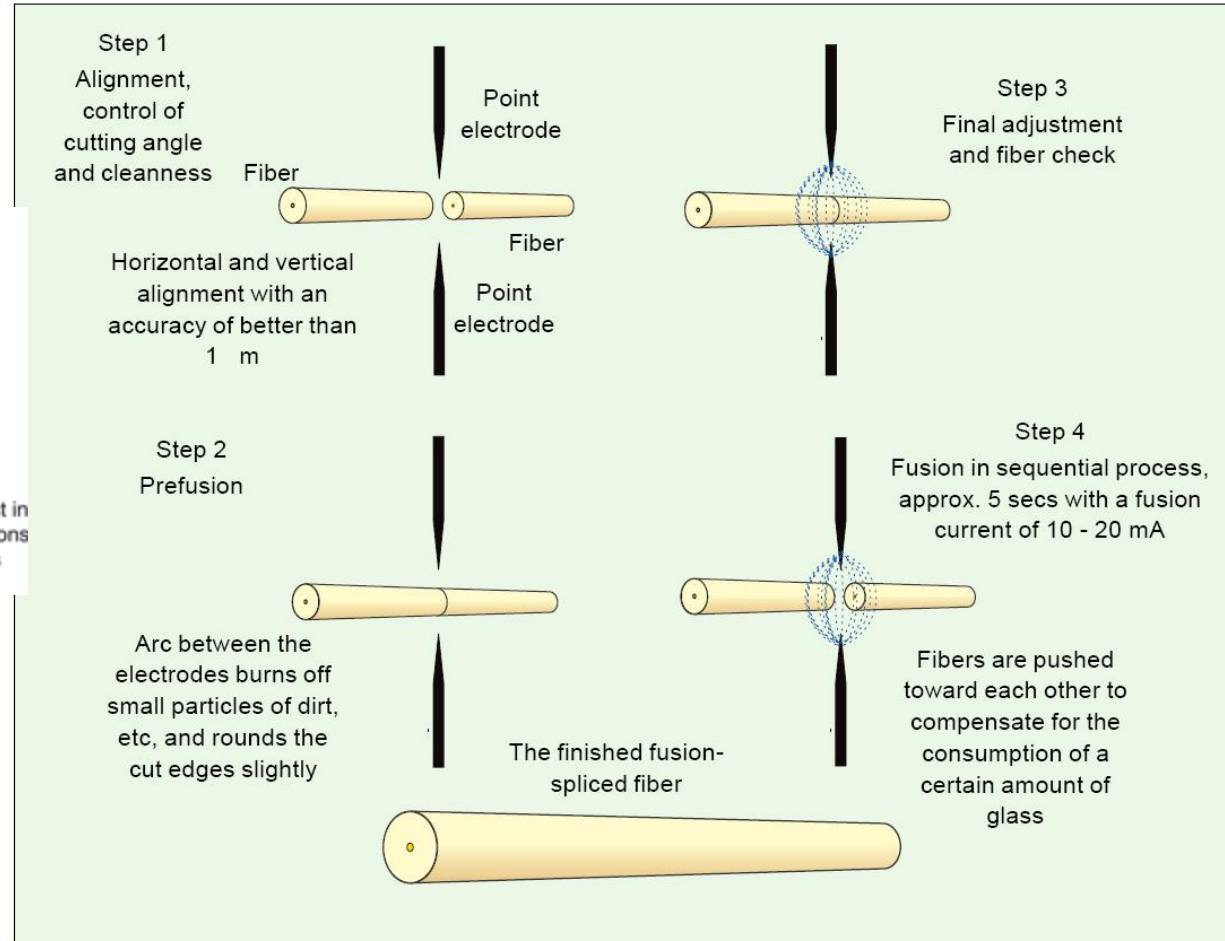 Step 1
Alignment,
control of
cutting angle
and cleanness
Fiber
Point
electrode
Fiber
Horizontal and vertical
alignment with an
accuracy of better than
1 m
Point
electrode
Step 3
Final adjustment
and fiber check
Step 2
Prefusion
Arc between the
electrodes burns off
small particles of dirt,
etc, and rounds the
cut edges slightly
Step 4
Fusion in sequential process,
approx. 5 secs with a fusion
current of 10 - 20 mA
Fibers are pushed
toward each other to
compensate for the
consumption of a
certain amount of
glass
The finished fusion-
spliced fiber